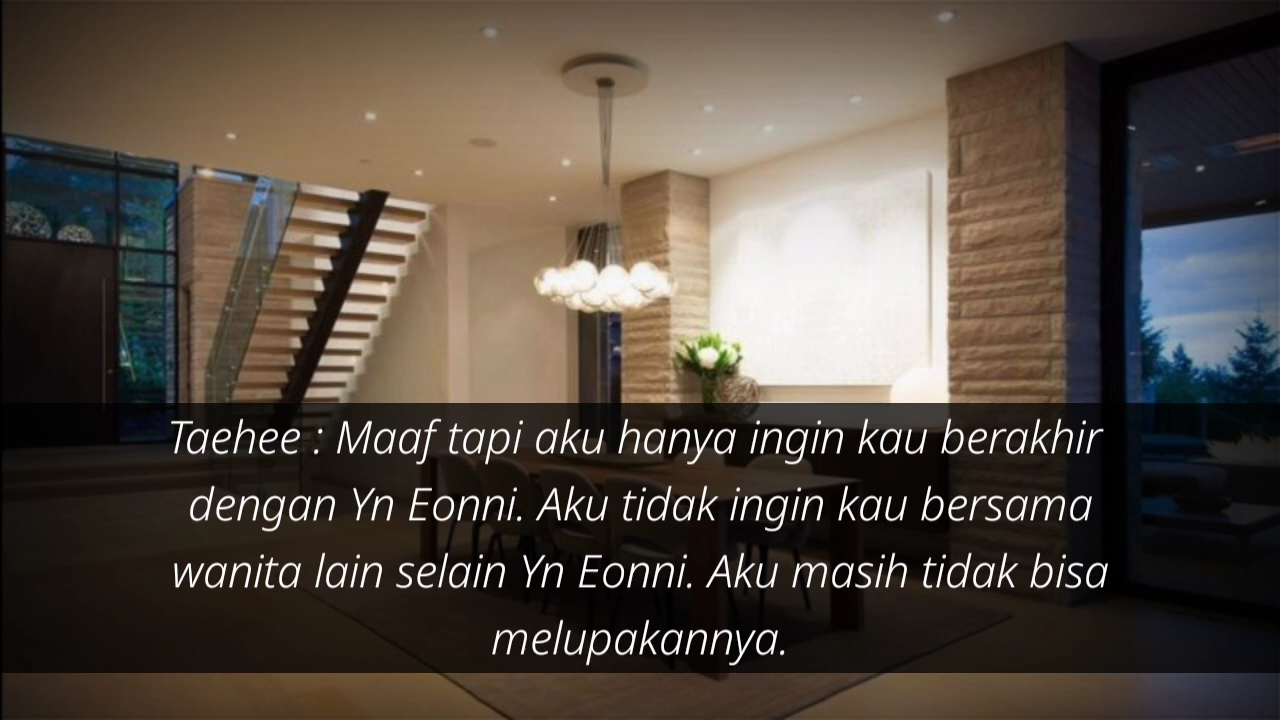 Taehee : Maaf tapi aku hanya ingin kau berakhir
dengan Yn Eonni. Aku tidak ingin kau bersama
wanita lain selain Yn Eonni. Aku masih tidak bisa
melupakannya.